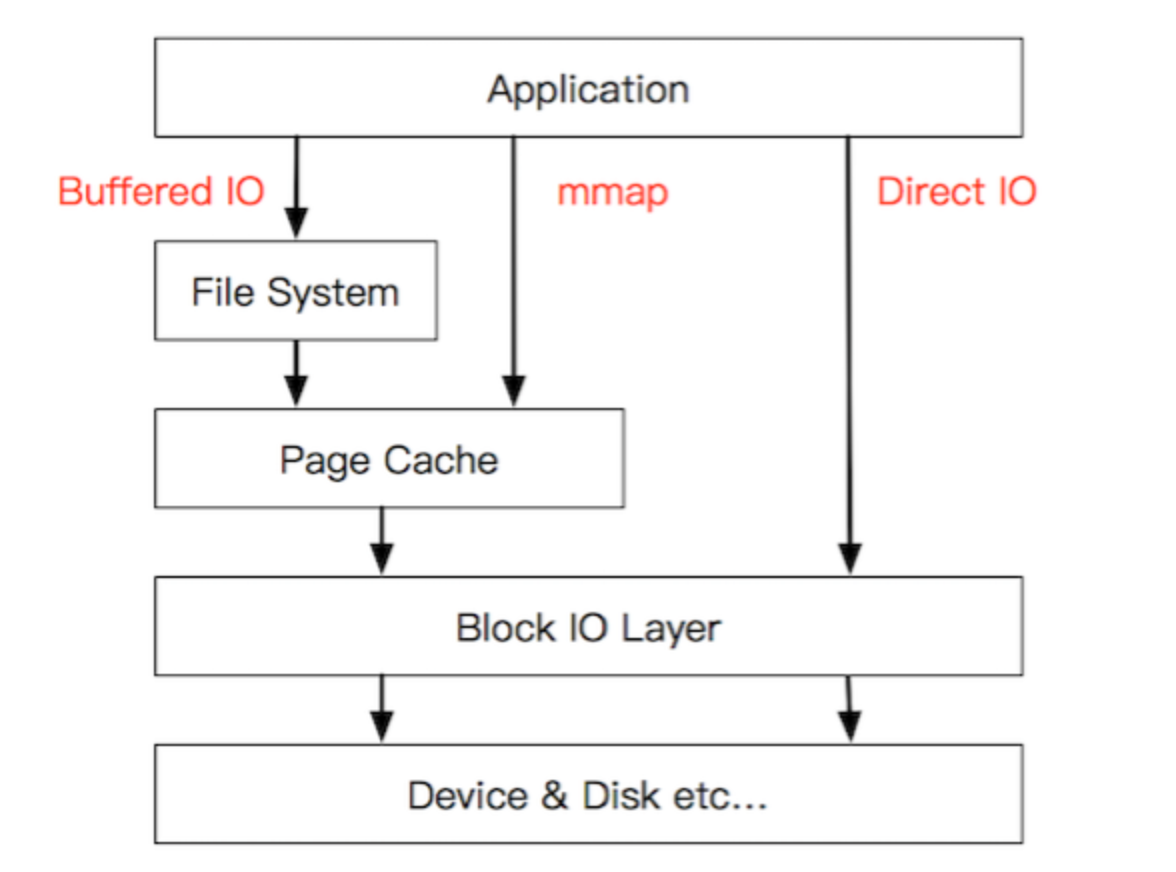 Application
Buffered IO
mmap
Direct IO
File System
Page Cache
Block IO Layer
Device & Disk etc...